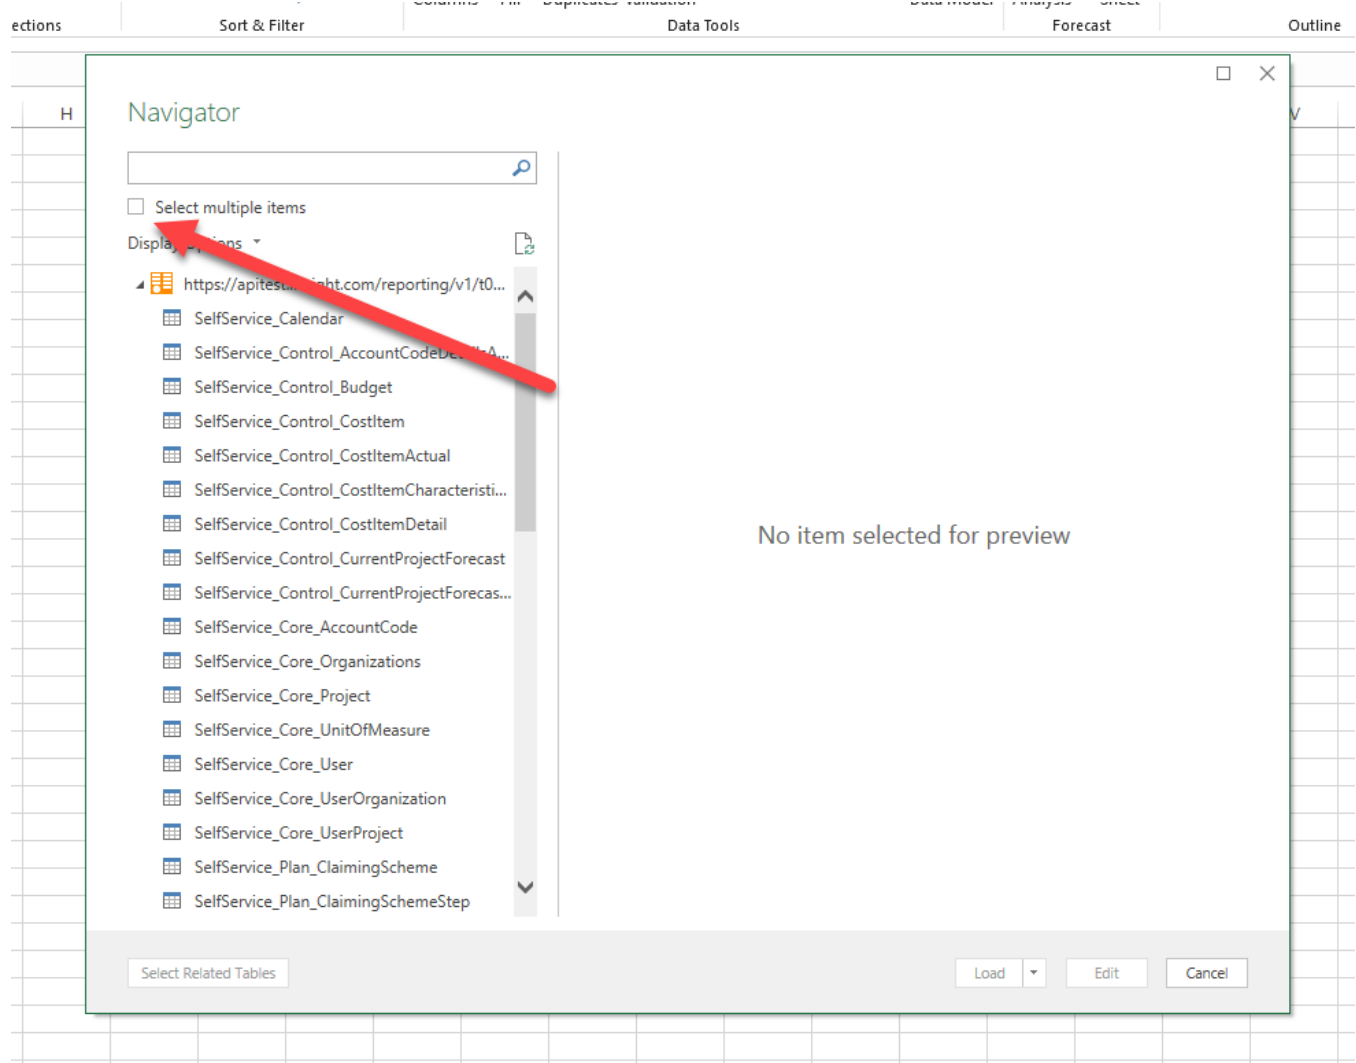 ections Sort & Filter Data Tools Forecast Outline
H V
Navigator
Select multiple items
Display
SelfService_Calendar
SelfService_Control_Budget
SelfService_Control_CostItem
SelfService_Control_CostItemActual
SelfService_Control_CostItemCharacteristi...
SelfService_Control_CostItemDetail
SelfService_Control_CurrentProjectForecast
SelfService_Control_CurrentProjectForecas...
SelfService_Core_AccountCode
SelfService_Core_Organizations
SelfService_Core_Project
SelfService_Core_UnitOfMeasure
SelfService_Core_User
SelfService_Core_UserOrganization
SelfService_Core_UserProject
SelfService_Plan_ClaimingScheme
SelfService_Plan_ClaimingSchemeStep
No item selected for preview
Select Related Tables Load Edit Cancel